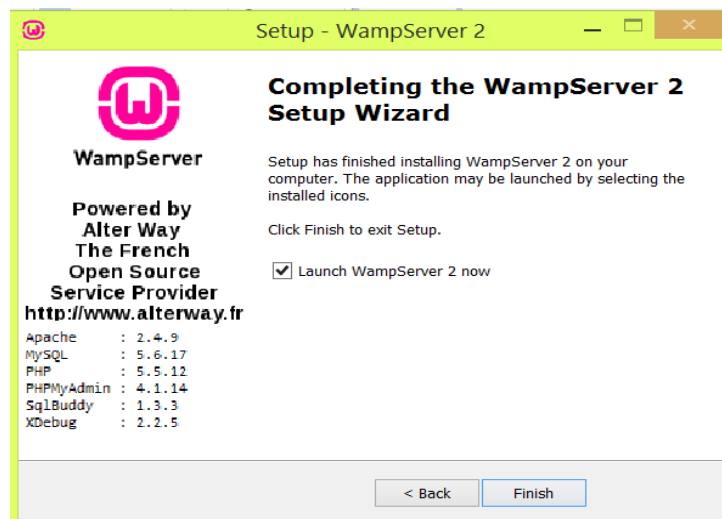 Setup - WampServer 2
WampServer
Powered by
Alter Way
The French
Open Source
Service Provider
http://www.alterway.fr
Apache : 2.4.9
MySQL : 5.6.17
PHP : 5.5.12
PHPMyAdmin : 4.1.14
SqlBuddy : 1.3.3
XDebug : 2.2.5
Completing the WampServer 2
Setup Wizard
Setup has finished installing WampServer 2 on your
computer. The application may be launched by selecting the
installed icons.
Click Finish to exit Setup.
Launch WampServer 2 now
< Back
Finish